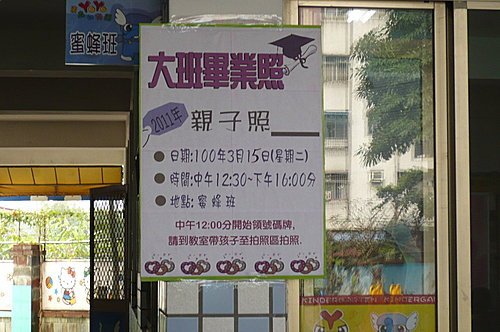 蜜蜂班
大班畢業照
2011年 親子照
日期:100年3月15日(星期二)
時間:中午12:30~下午16:00分
地點:蜜蜂班
中午12:00分開始領號碼牌,
請到教室帶孩子至拍照區拍照.
KINDERGARTEN KINDERGAR